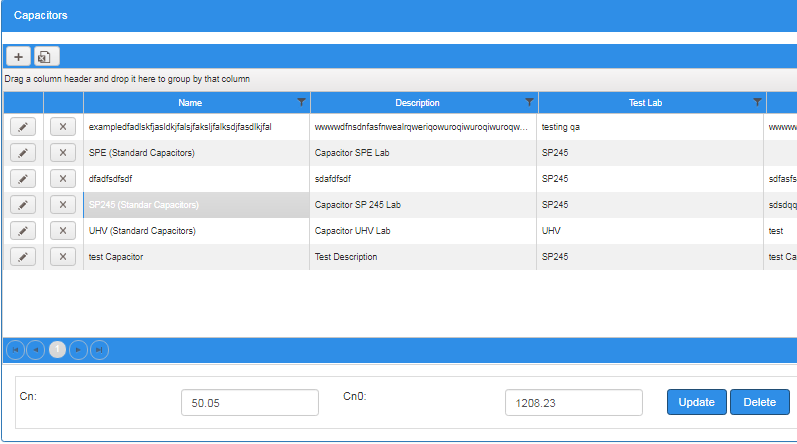 Capacitors
Drag a column header and drop it here to group by that column
Name Description Test Lab
exampledfadlskfjasldkjfalsjfaksljfalksdjfasdlkjfal wwwwdfnsdnfasfnwealrqweriqowuroqiwuroqiwuroqw... testing qa wwwww
SPE (Standard Capacitors) Capacitor SPE Lab SP245
dfadfsdfsdf sdafdfsdf SP245 sdfasfs
SP245 (Standar Capacitors) Capacitor SP 245 Lab SP245 sdsdqq
UHV (Standard Capacitors) Capacitor UHV Lab UHV test
test Capacitor Test Description SP245 test Ca
1
Cn: 50.05 Cn0: 1208.23 Update Delete